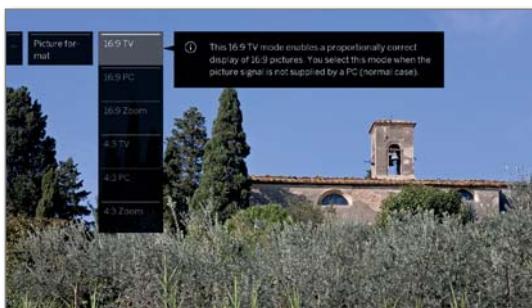 Picture for-
mat
16:9 TV
16:9 PC
16:9 Zoom
4:3 TV
4:3 PC
4:3 Zoom
This 16:9 TV mode enables a proportionally correct
display of 16:9 pictures. You select this mode when the
picture signal is not supplied by a PC (normal case).